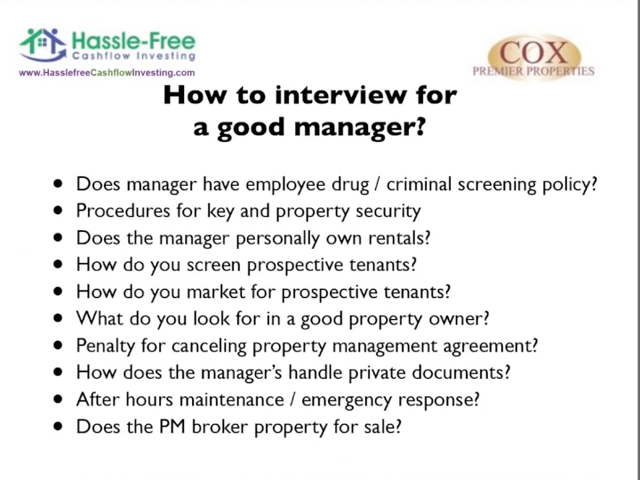 Hassle-Free
Cashflow Investing
www.HasslefreeCashflowInvesting.com
COX
PREMIER PROPERTIES
How to interview for
a good manager?
• Does manager have employee drug / criminal screening policy?
• Procedures for key and property security
• Does the manager personally own rentals?
• How do you screen prospective tenants?
• How do you market for prospective tenants?
• What do you look for in a good property owner?
• Penalty for canceling property management agreement?
• How does the manager's handle private documents?
• After hours maintenance / emergency response?
• Does the PM broker property for sale?